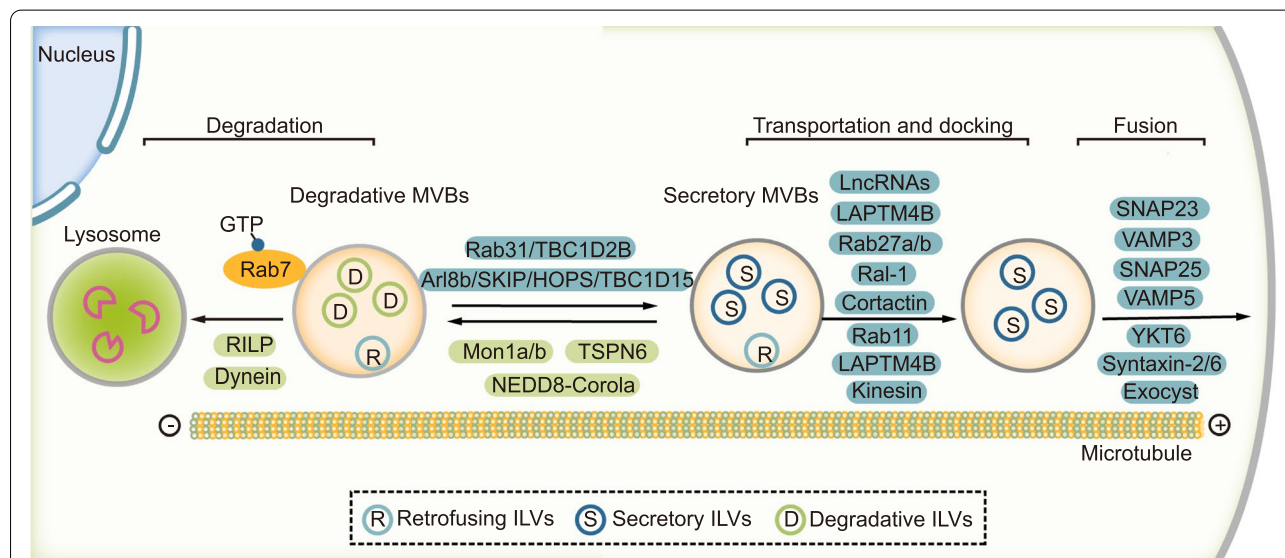 Nucleus
Degradation
Transportation and docking
Fusion
Degradative MVBs
Secretory MVBs
Lysosome
GTP
Rab7
D
D
D
R
RILP
Dynein
Rab31/TBC1D2B
Arl8b/SKIP/HOPS/TBC1D15
Mon1a/b
TSPN6
NEDD8-Corola
S
S
S
R
LncRNAs
LAPTM4B
Rab27a/b
Ral-1
Cortactin
Rab11
LAPTM4B
Kinesin
S
S
S
SNAP23
VAMP3
SNAP25
VAMP5
YKT6
Syntaxin-2/6
Exocyst
-
+
Microtubule
R Retrofusing ILVs S Secretory ILVs D Degradative ILVs